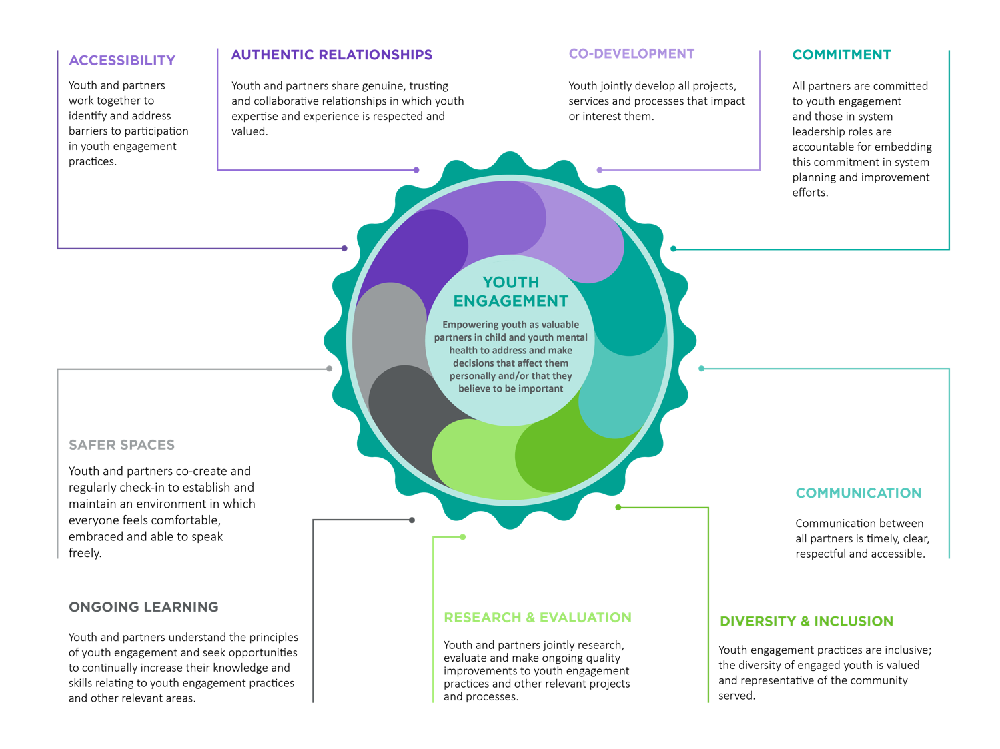 ACCESSIBILITY
Youth and partners
work together to
identify and address
barriers to participation
in youth engagement
practices.
AUTHENTIC RELATIONSHIPS
Youth and partners share genuine, trusting
and collaborative relationships in which youth
expertise and experience is respected and
valued.
CO-DEVELOPMENT
Youth jointly develop all projects,
services and processes that impact
or interest them.
COMMITMENT
All partners are committed
to youth engagement
and those in system
leadership roles are
accountable for embedding
this commitment in system
planning and improvement
efforts.
YOUTH
ENGAGEMENT
Empowering youth as valuable
partners in child and youth mental
health to address and make
decisions that affect them
personally and/or that they
believe to be important
SAFER SPACES
Youth and partners co-create and
regularly check-in to establish and
maintain an environment in which
everyone feels comfortable,
embraced and able to speak
freely.
COMMUNICATION
Communication between
all partners is timely, clear,
respectful and accessible.
ONGOING LEARNING
Youth and partners understand the principles
of youth engagement and seek opportunities
to continually increase their knowledge and
skills relating to youth engagement practices
and other relevant areas.
RESEARCH & EVALUATION
Youth and partners jointly research,
evaluate and make ongoing quality
improvements to youth engagement
practices and other relevant projects
and processes.
DIVERSITY & INCLUSION
Youth engagement practices are inclusive;
the diversity of engaged youth is valued
and representative of the community
served.